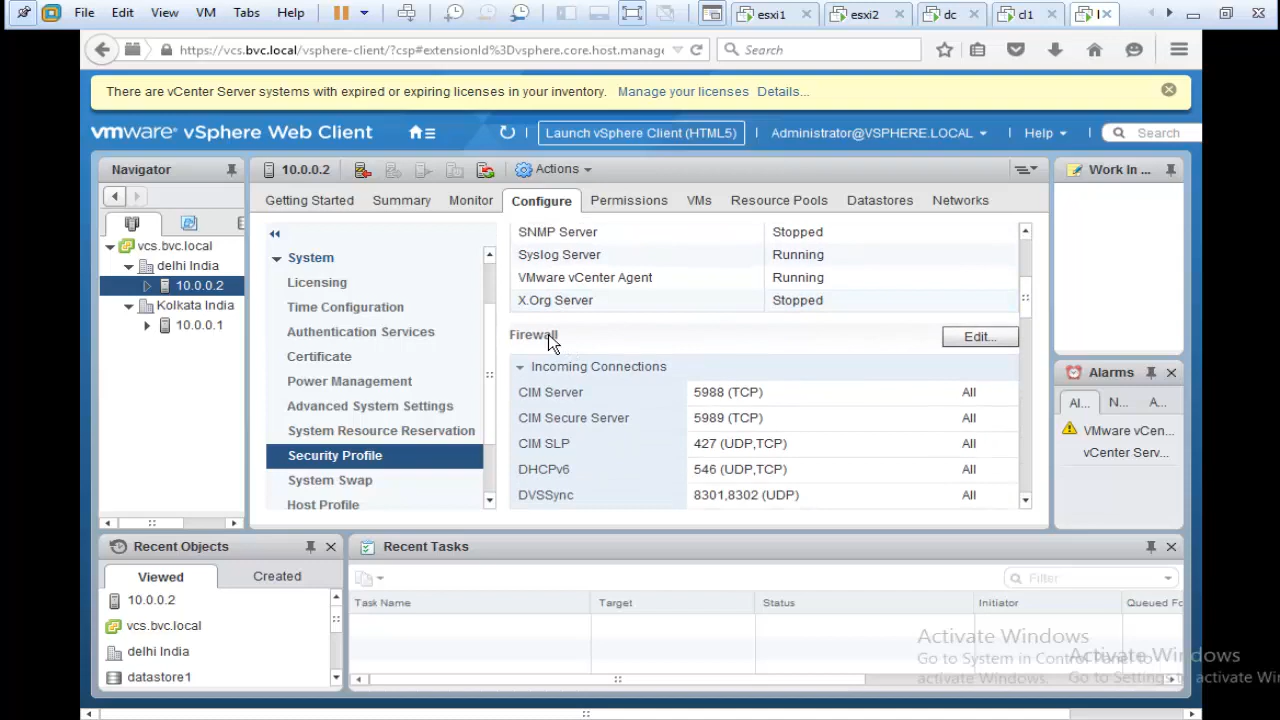 File Edit View VM Tabs Help esxi1 esxi2 dc cl1 l
https://vcs.bvc.local/vsphere-client/?csp#extensionId%3Dvsphere.core.host.manage Search
There are vCenter Server systems with expired or expiring licenses in your inventory. Manage your licenses Details...
vmware® vSphere Web Client Launch vSphere Client (HTML5) Administrator@VSPHERE.LOCAL Help Search
Navigator
vcs.bvc.local
delhi India
10.0.0.2
Kolkata India
10.0.0.1
10.0.0.2 Actions
Getting Started Summary Monitor Configure Permissions VMs Resource Pools Datastores Networks
System
Licensing
Time Configuration
Authentication Services
Certificate
Power Management
Advanced System Settings
System Resource Reservation
Security Profile
System Swap
Host Profile
SNMP Server Stopped
Syslog Server Running
VMware vCenter Agent Running
X.Org Server Stopped
Firewall Edit...
Incoming Connections
CIM Server 5988 (TCP) All
CIM Secure Server 5989 (TCP) All
CIM SLP 427 (UDP,TCP) All
DHCPv6 546 (UDP,TCP) All
DVSSync 8301,8302 (UDP) All
Work In ...
Alarms
Al... N... A...
VMware vCen...
vCenter Serv...
Recent Objects
Viewed Created
10.0.0.2
vcs.bvc.local
delhi India
datastore1
Recent Tasks
Filter
Task Name Target Status Initiator Queued Fo
Activate Windows
Go to System in Control Panel to
activate Windows.
Activate Windows
Go to Settings to activate Win